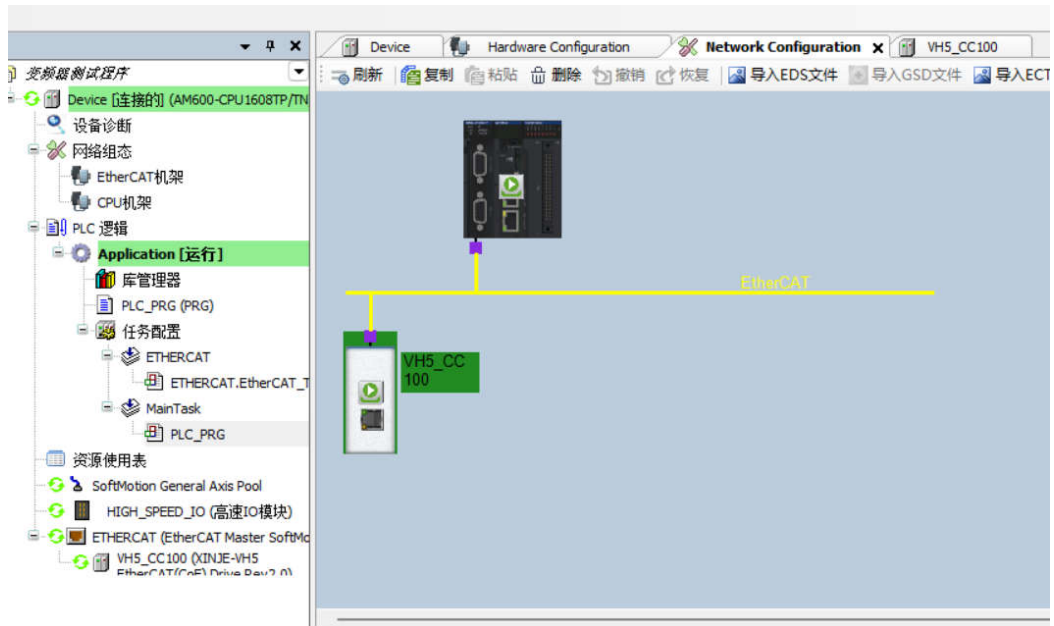 变频器测试程序
Device [连接的] (AM600-CPU1608TP/TN
设备诊断
网络组态
EtherCAT机架
CPU机架
PLC 逻辑
Application [运行]
库管理器
PLC_PRG (PRG)
任务配置
ETHERCAT
ETHERCAT.EtherCAT_T
MainTask
PLC_PRG
资源使用表
SoftMotion General Axis Pool
HIGH_SPEED_IO (高速IO模块)
ETHERCAT (EtherCAT Master SoftMo
VH5_CC100 (XINJE-VH5
EtherCAT(CoE) Drive Rev2.0)
Device
Hardware Configuration
Network Configuration
VH5_CC100
刷新
复制
粘贴
删除
撤销
恢复
导入EDS文件
导入GSD文件
导入ECT
EtherCAT
VH5_CC
100